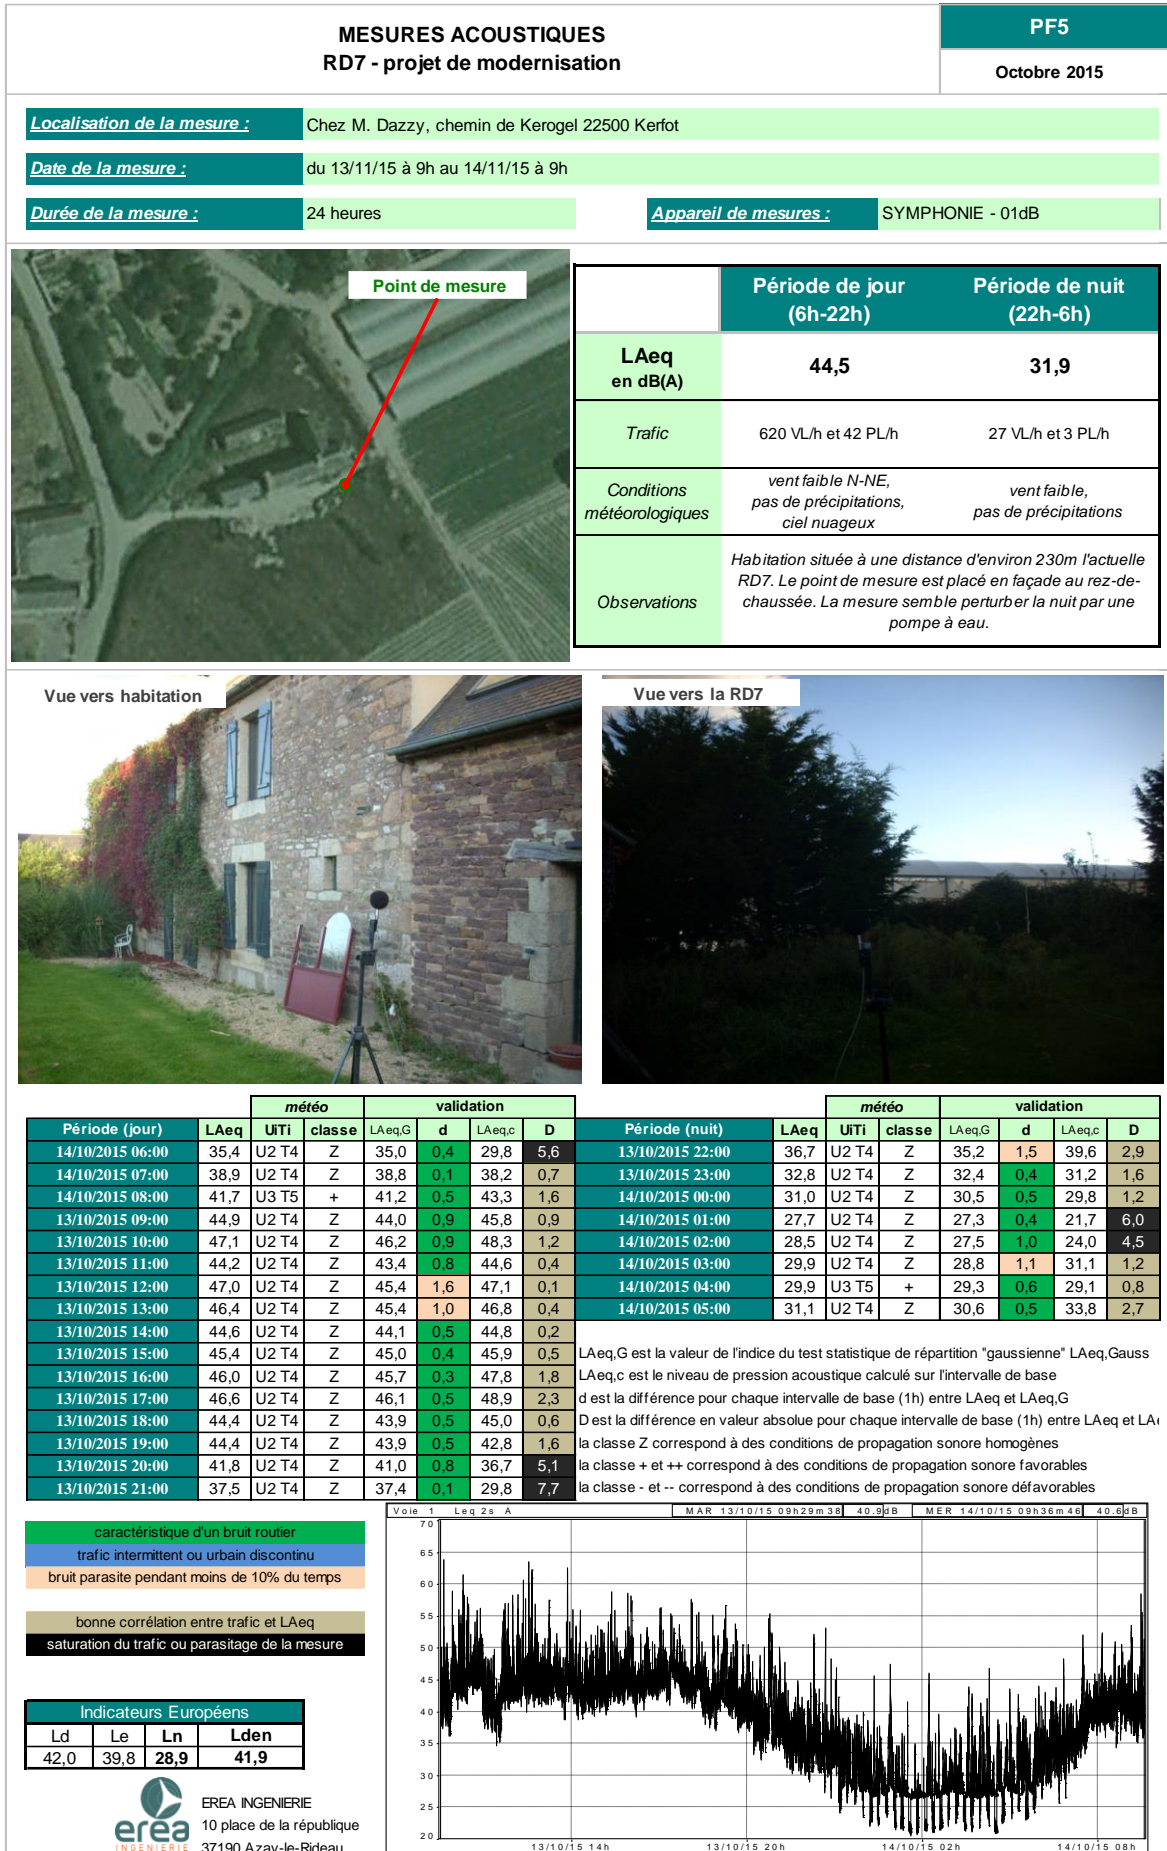 MESURES ACOUSTIQUES
RD7 - projet de modernisation
PF5
Octobre 2015
Localisation de la mesure :
Chez M. Dazzy, chemin de Kerogel 22500 Kerfot
Date de la mesure :
du 13/11/15 à 9h au 14/11/15 à 9h
Durée de la mesure :
24 heures
Appareil de mesures :
SYMPHONIE - 01dB
Point de mesure
Période de jour (6h-22h)
Période de nuit (22h-6h)
LAeq en dB(A)
44,5
31,9
Trafic
620 VL/h et 42 PL/h
27 VL/h et 3 PL/h
Conditions météorologiques
vent faible N-NE,
pas de précipitations,
ciel nuageux
vent faible,
pas de précipitations
Observations
Habitation située à une distance d'environ 230m l'actuelle
RD7. Le point de mesure est placé en façade au rez-de-
chaussée. La mesure semble perturber la nuit par une
pompe à eau.
Vue vers habitation
Vue vers la RD7
météo validation
Période (jour) LAeq UiTi classe LAeq,G d LAeq,c D
14/10/2015 06:00 35,4 U2 T4 Z 35,0 0,4 29,8 5,6
14/10/2015 07:00 38,9 U2 T4 Z 38,8 0,1 38,2 0,7
14/10/2015 08:00 41,7 U3 T5 + 41,2 0,5 43,3 1,6
13/10/2015 09:00 44,9 U2 T4 Z 44,0 0,9 45,8 0,9
13/10/2015 10:00 47,1 U2 T4 Z 46,2 0,9 48,3 1,2
13/10/2015 11:00 44,2 U2 T4 Z 43,4 0,8 44,6 0,4
13/10/2015 12:00 47,0 U2 T4 Z 45,4 1,6 47,1 0,1
13/10/2015 13:00 46,4 U2 T4 Z 45,4 1,0 46,8 0,4
13/10/2015 14:00 44,6 U2 T4 Z 44,1 0,5 44,8 0,2
13/10/2015 15:00 45,4 U2 T4 Z 45,0 0,4 45,9 0,5
13/10/2015 16:00 46,0 U2 T4 Z 45,7 0,3 47,8 1,8
13/10/2015 17:00 46,6 U2 T4 Z 46,1 0,5 48,9 2,3
13/10/2015 18:00 44,4 U2 T4 Z 43,9 0,5 45,0 0,6
13/10/2015 19:00 44,4 U2 T4 Z 43,9 0,5 42,8 1,6
13/10/2015 20:00 41,8 U2 T4 Z 41,0 0,8 36,7 5,1
13/10/2015 21:00 37,5 U2 T4 Z 37,4 0,1 29,8 7,7
météo validation
Période (nuit) LAeq UiTi classe LAeq,G d LAeq,c D
13/10/2015 22:00 36,7 U2 T4 Z 35,2 1,5 39,6 2,9
13/10/2015 23:00 32,8 U2 T4 Z 32,4 0,4 31,2 1,6
14/10/2015 00:00 31,0 U2 T4 Z 30,5 0,5 29,8 1,2
14/10/2015 01:00 27,7 U2 T4 Z 27,3 0,4 21,7 6,0
14/10/2015 02:00 28,5 U2 T4 Z 27,5 1,0 24,0 4,5
14/10/2015 03:00 29,9 U2 T4 Z 28,8 1,1 31,1 1,2
14/10/2015 04:00 29,9 U3 T5 + 29,3 0,6 29,1 0,8
14/10/2015 05:00 31,1 U2 T4 Z 30,6 0,5 33,8 2,7
LAeq,G est la valeur de l'indice du test statistique de répartition "gaussienne" LAeq,Gauss
LAeq,c est le niveau de pression acoustique calculé sur l'intervalle de base
d est la différence pour chaque intervalle de base (1h) entre LAeq et LAeq,G
D est la différence en valeur absolue pour chaque intervalle de base (1h) entre LAeq et LA
la classe Z correspond à des conditions de propagation sonore homogènes
la classe + et ++ correspond à des conditions de propagation sonore favorables
la classe - et -- correspond à des conditions de propagation sonore défavorables
caractéristique d'un bruit routier
trafic intermittent ou urbain discontinu
bruit parasite pendant moins de 10% du temps
bonne corrélation entre trafic et LAeq
saturation du trafic ou parasitage de la mesure
Voie 1 Leq 2s A MAR 13/10/15 09h29m38 40.9dB MER 14/10/15 09h36m46 40.6dB
70
65
60
55
50
45
40
35
30
25
20
13/10/15 14h 13/10/15 20h 14/10/15 02h 14/10/15 08h
Indicateurs Européens
Ld Le Ln Lden
42,0 39,8 28,9 41,9
erea
INGENIERIE
EREA INGENIERIE
10 place de la république
37190 Azay-le-Rideau